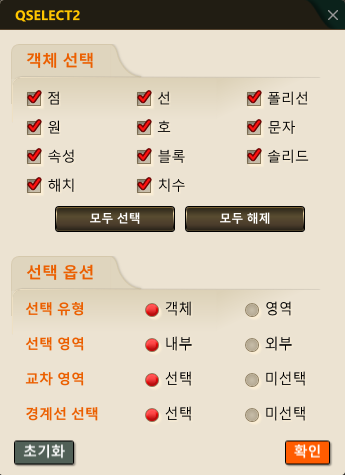 QSELECT2
객체 선택
점 선 폴리선
원 호 문자
속성 블록 솔리드
해치 치수
모두 선택 모두 해제
선택 옵션
선택 유형 객체 영역
선택 영역 내부 외부
교차 영역 선택 미선택
경계선 선택 선택 미선택
초기화 확인